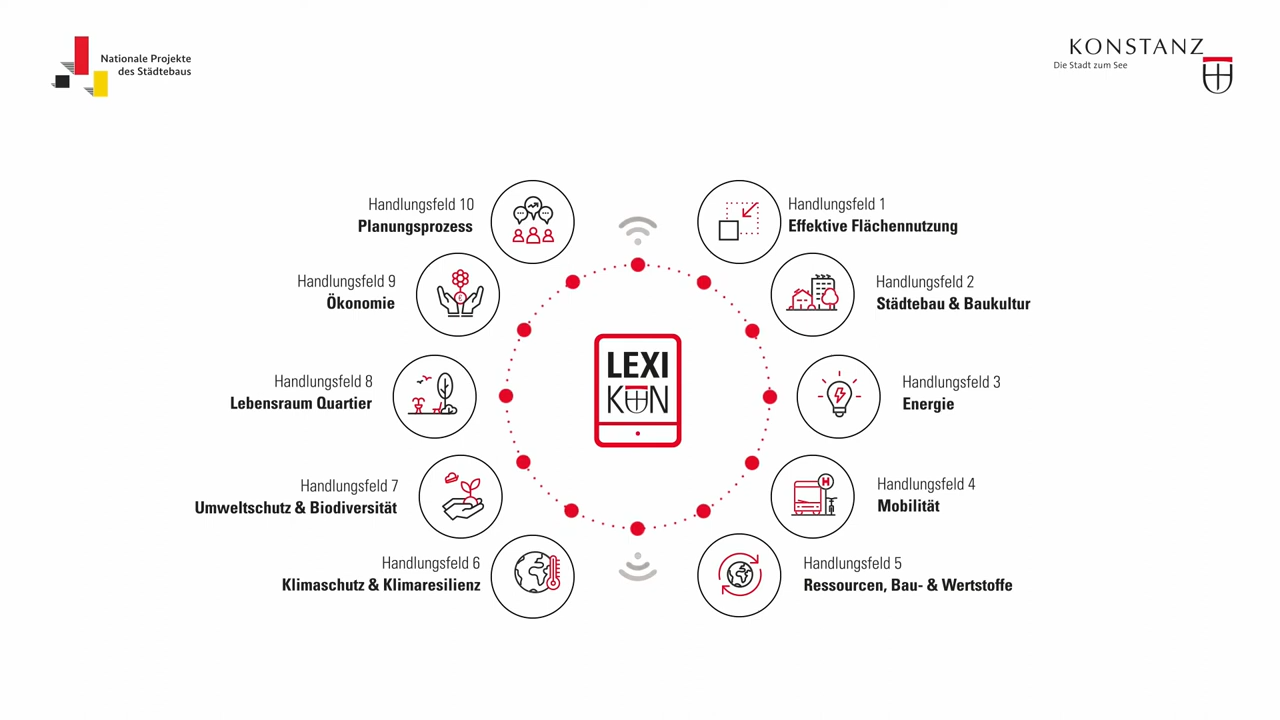 Nationale Projekte
des Städtebaus
KONSTANZ
Die Stadt zum See
Handlungsfeld 10
Planungsprozess
Handlungsfeld 1
Effektive Flächennutzung
Handlungsfeld 9
Ökonomie
Handlungsfeld 2
Städtebau & Baukultur
Handlungsfeld 8
Lebensraum Quartier
LEXI
KON
Handlungsfeld 3
Energie
Handlungsfeld 7
Umweltschutz & Biodiversität
H
Handlungsfeld 4
Mobilität
Handlungsfeld 6
Klimaschutz & Klimaresilienz
Handlungsfeld 5
Ressourcen, Bau- & Wertstoffe